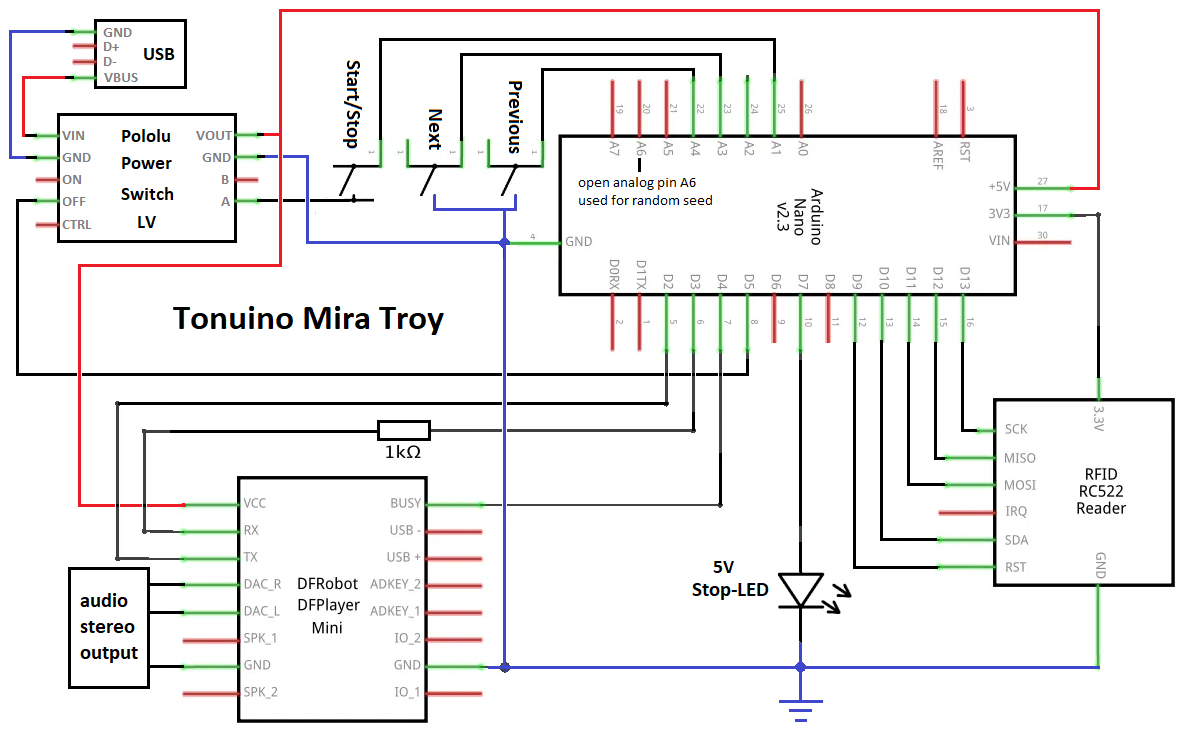 GND
D+
D-
VBUS
USB
VIN
GND
ON
OFF
CTRL
Pololu
Power
Switch
LV
VOUT
GND
B
A
Start/Stop
1
Next
1
1
Previous
1
1
19
20
21
22
23
24
25
26
18
3
A7
A6
A5
A4
A3
A2
A1
A0
AREF
RST
open analog pin A6
used for random seed
Arduino
Nano
v2.3
+5V
27
3V3
17
VIN
30
4
GND
D0RX
D1TX
D2
D3
D4
D5
D6
D7
D8
D9
D10
D11
D12
D13
2
1
5
6
7
8
9
10
11
12
13
14
15
16
Tonuino Mira Troy
1kΩ
3.3V
SCK
MISO
MOSI
IRQ
SDA
RST
RFID
RC522
Reader
GND
VCC
RX
TX
DAC_R
DAC_L
SPK_1
GND
SPK_2
DFRobot
DFPlayer
Mini
BUSY
USB -
USB +
ADKEY_2
ADKEY_1
IO_2
GND
IO_1
audio
stereo
output
5V
Stop-LED